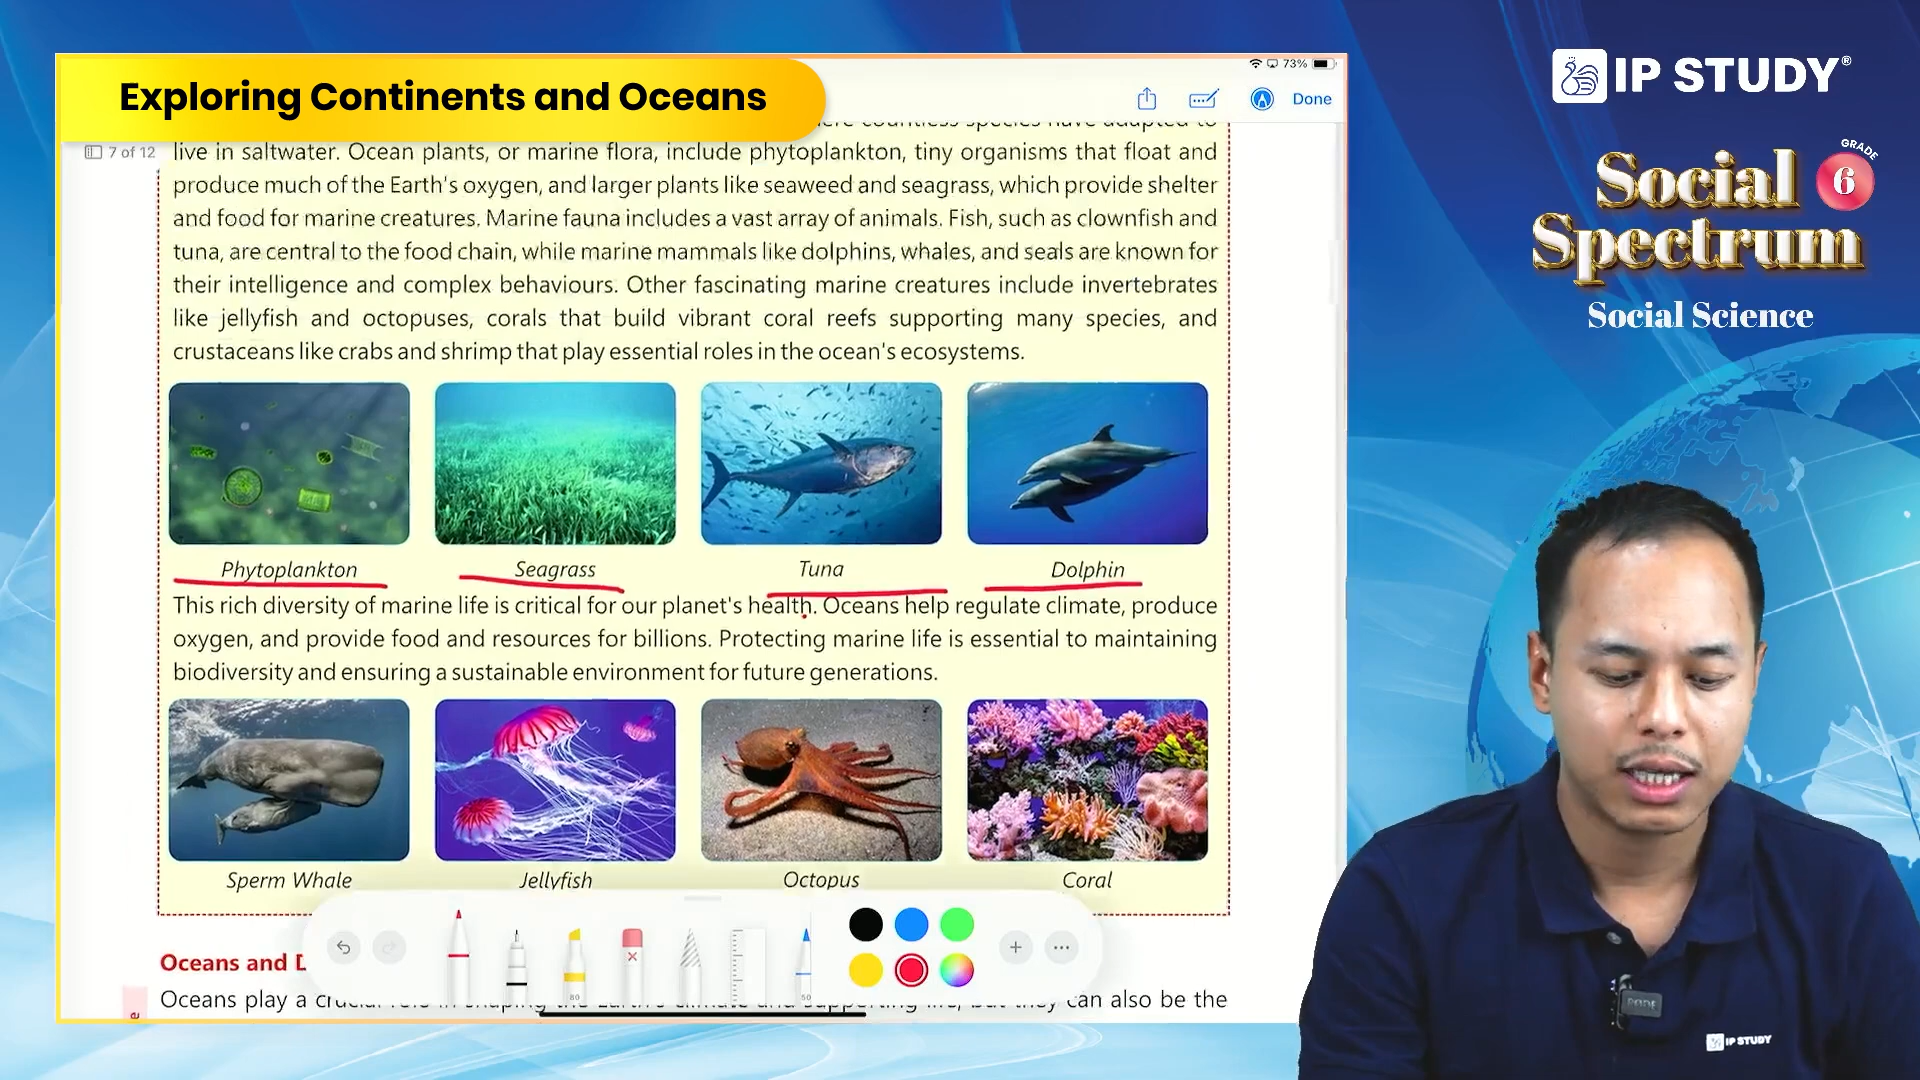 Exploring Continents and Oceans
73%
Done
7 of 12
live in saltwater. Ocean plants, or marine flora, include phytoplankton, tiny organisms that float and
produce much of the Earth's oxygen, and larger plants like seaweed and seagrass, which provide shelter
and food for marine creatures. Marine fauna includes a vast array of animals. Fish, such as clownfish and
tuna, are central to the food chain, while marine mammals like dolphins, whales, and seals are known for
their intelligence and complex behaviours. Other fascinating marine creatures include invertebrates
like jellyfish and octopuses, corals that build vibrant coral reefs supporting many species, and
crustaceans like crabs and shrimp that play essential roles in the ocean's ecosystems.
Phytoplankton Seagrass Tuna Dolphin
This rich diversity of marine life is critical for our planet's health. Oceans help regulate climate, produce
oxygen, and provide food and resources for billions. Protecting marine life is essential to maintaining
biodiversity and ensuring a sustainable environment for future generations.
Sperm Whale Jellyfish Octopus Coral
Oceans and
80
50
Oceans play a can also be the
IP STUDY®
GRADE
6
Social
Spectrum
Social Science
IP STUDY